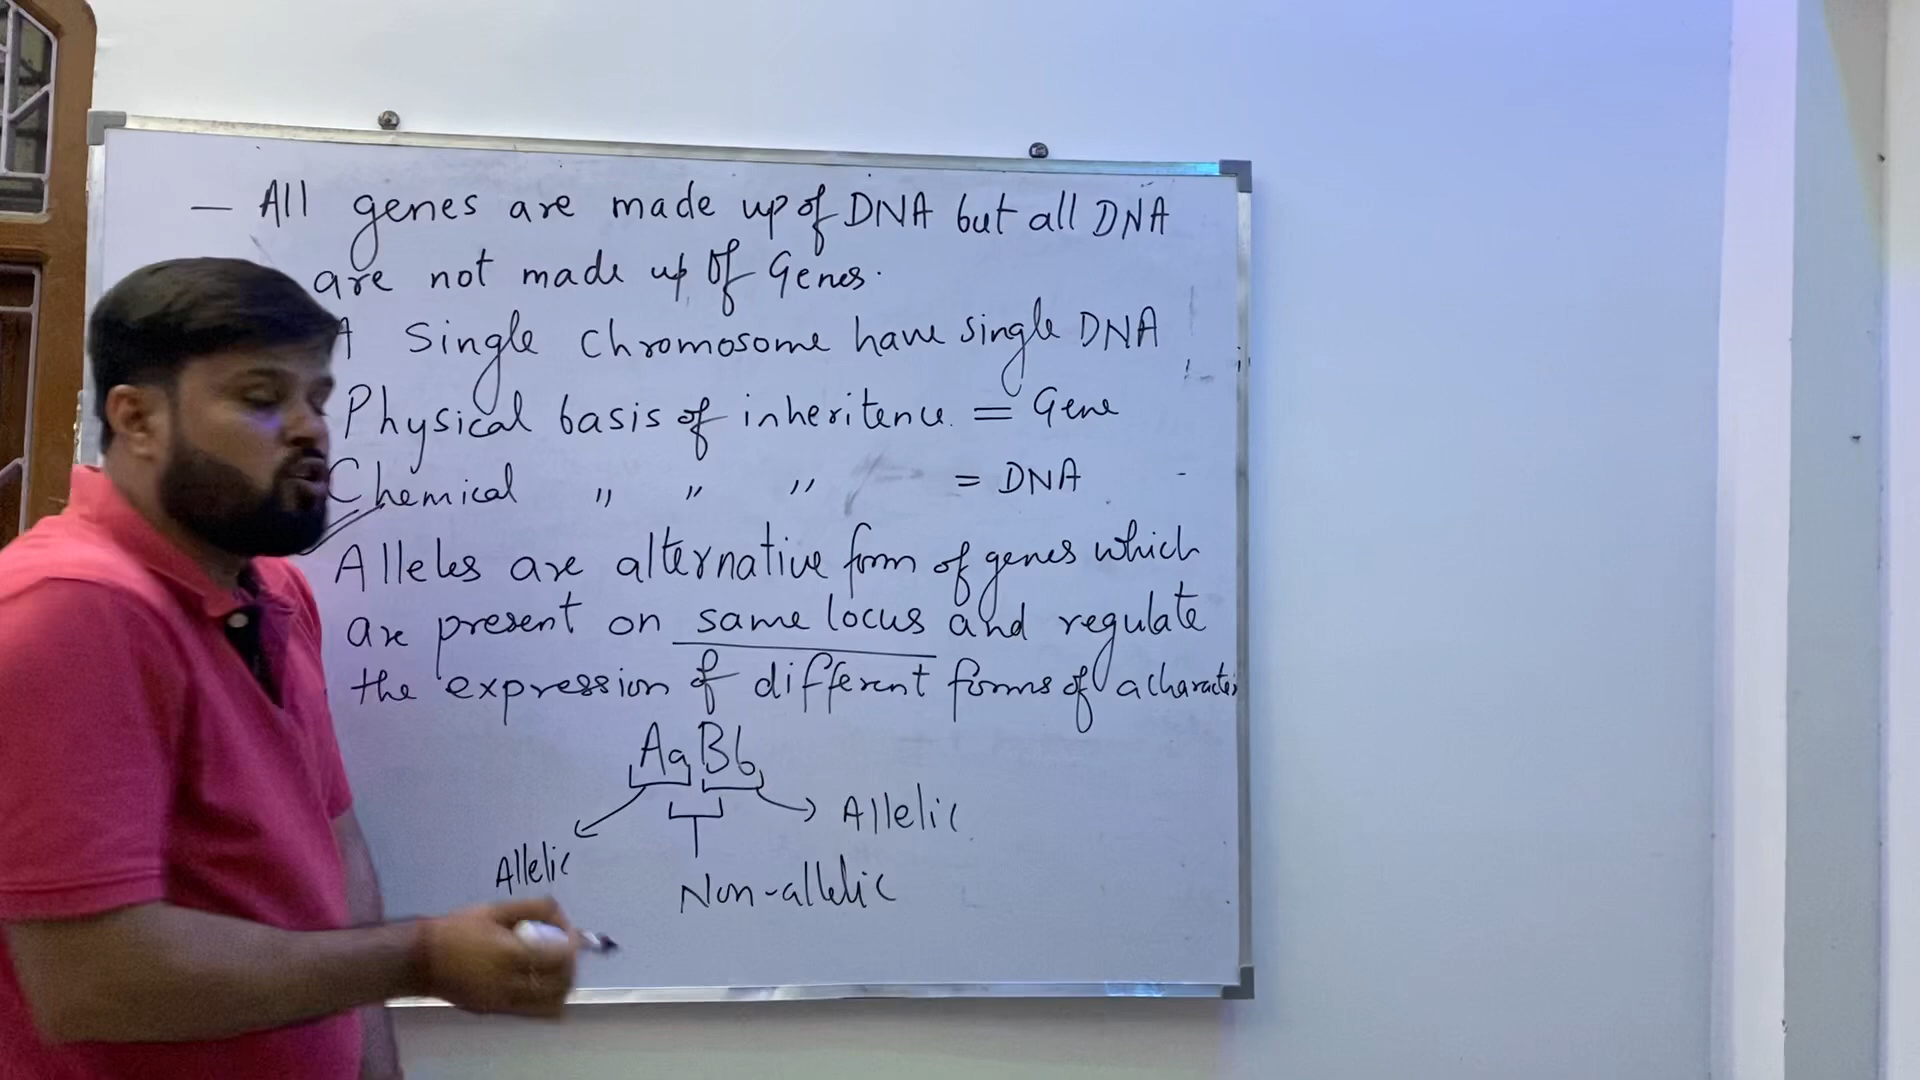 — All genes are made up of DNA but all DNA
are not made up of Genes.
A single chromosome have single DNA
Physical basis of inheritence. = Gene
Chemical " " " = DNA
Alleles are alternative form of genes which
are present on same locus and regulate
the expression of different forms of a character
AaBb
Allelic
Allelic
Non-allelic